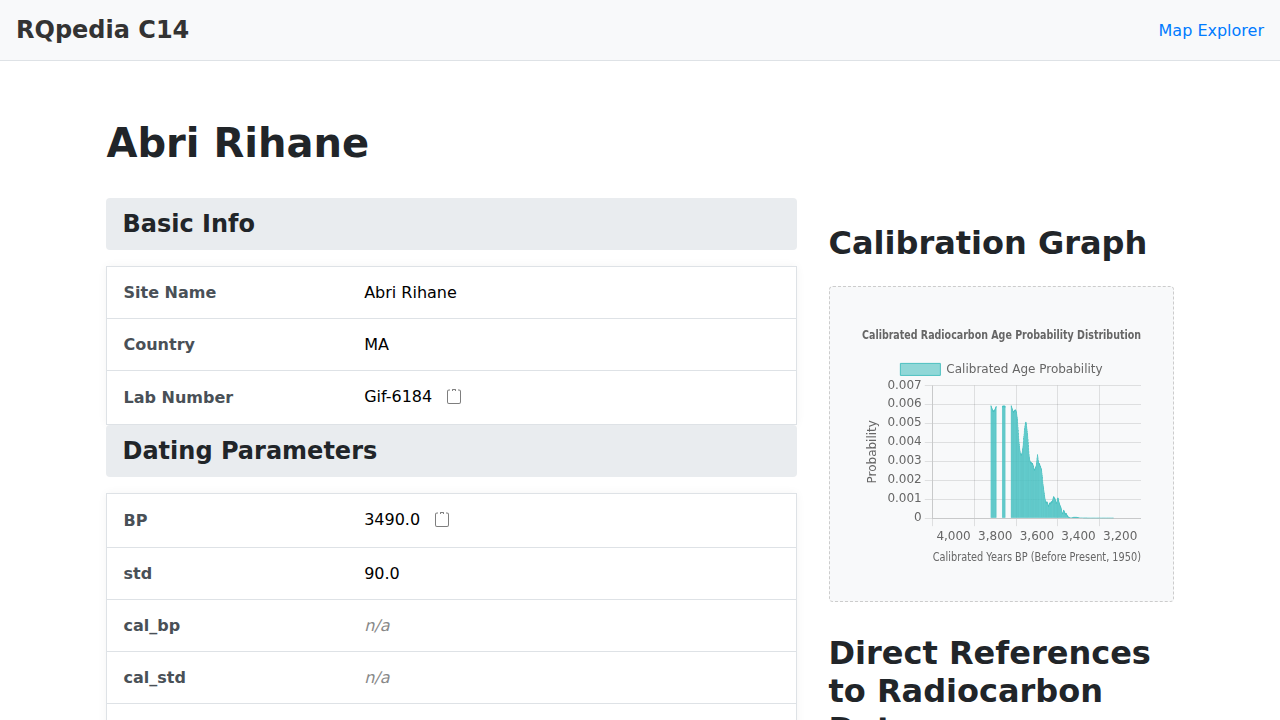 RQpedia C14
Map Explorer
Abri Rihane
Basic Info
Site Name Abri Rihane
Country MA
Lab Number Gif-6184
Dating Parameters
BP 3490.0
std 90.0
cal_bp n/a
cal_std n/a
Calibration Graph
Calibrated Radiocarbon Age Probability Distribution
Calibrated Age Probability
0.007
0.006
0.005
0.004
0.003
0.002
0.001
0
Probability
4,000 3,800 3,600 3,400 3,200
Calibrated Years BP (Before Present, 1950)
Direct References
to Radiocarbon